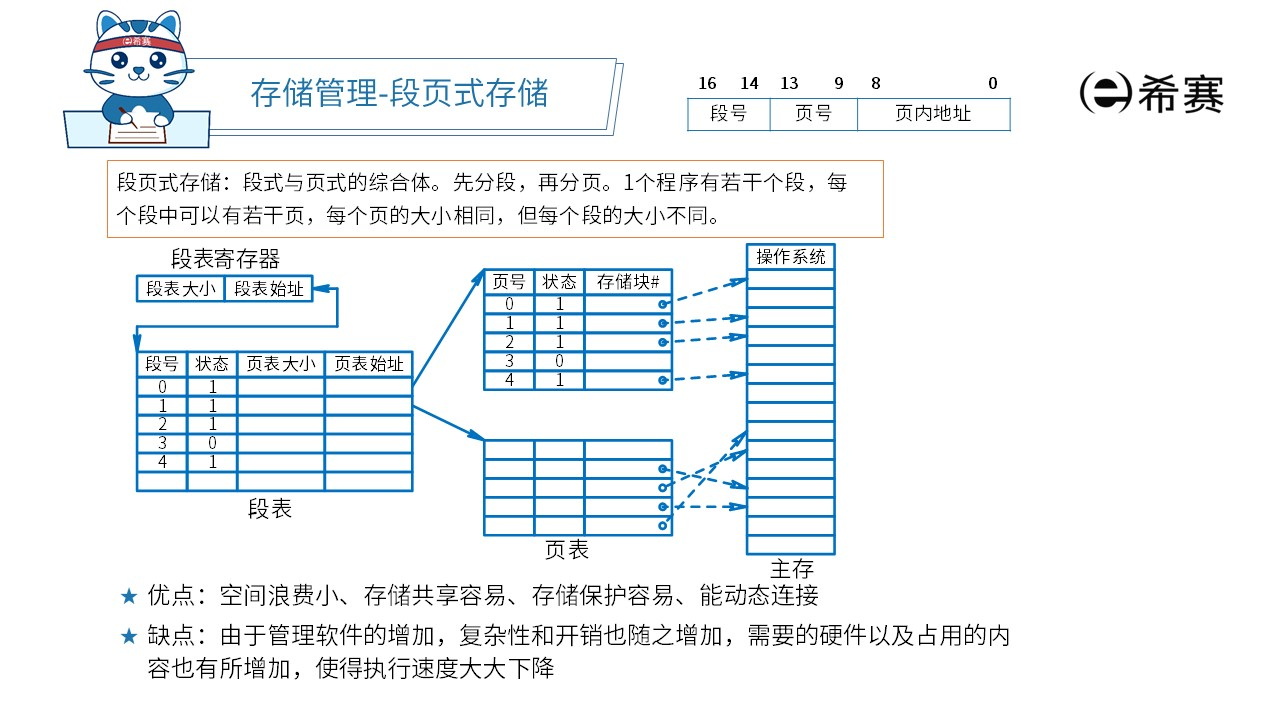 希赛
存储管理-段页式存储
16 14 13 9 8 0
段号 页号 页内地址
希赛
段页式存储：段式与页式的综合体。先分段，再分页。1个程序有若干个段，每
个段中可以有若干页，每个页的大小相同，但每个段的大小不同。
段表寄存器
段表大小 段表始址
段号 状态 页表大小 页表始址
0 1
1 1
2 1
3 0
4 1
段表
页号 状态 存储块#
0 1
1 1
2 1
3 0
4 1
页表
操作系统
主存
★ 优点：空间浪费小、存储共享容易、存储保护容易、能动态连接
★ 缺点：由于管理软件的增加，复杂性和开销也随之增加，需要的硬件以及占用的内
容也有所增加，使得执行速度大大下降